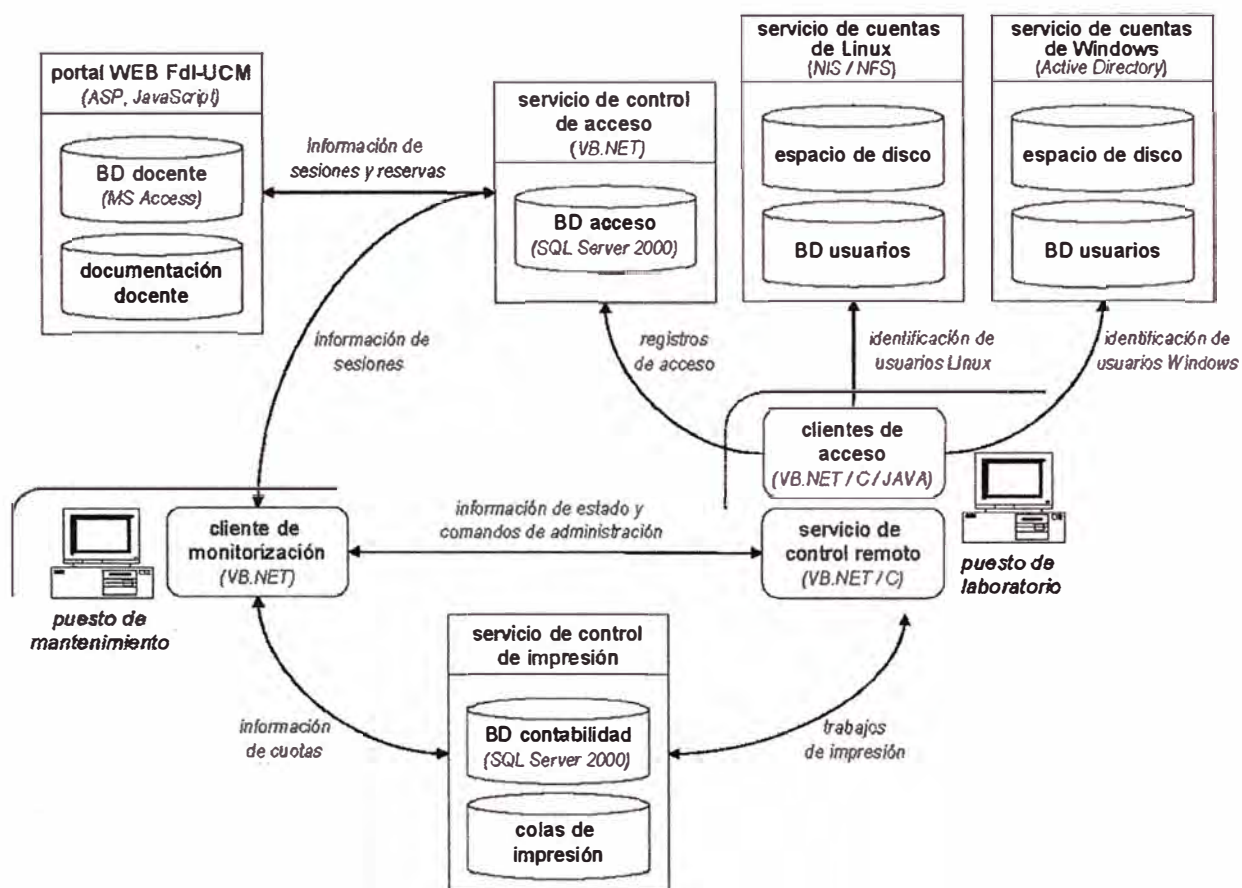 portal WEB FdI-UCM
(ASP, JavaScript)
BD docente
(MS Access)
documentación
docente
Información de
sesiones y reservas
servicio de control
de acceso
(VB.NET)
BD acceso
(SQL Server 2000)
servicio de cuentas
de Linux
(NIS / NFS)
espacio de disco
BD usuarios
servicio de cuentas
de Windows
(Active Directory)
espacio de disco
BD usuarios
información de
sesiones
registros
de acceso
identificación de
usuarios Linux
identificación de
usuarios Windows
clientes de
acceso
(VB.NET / C / JAVA)
servicio de
control remoto
(VB.NET / C)
puesto de
laboratorio
información de estado y
comandos de administración
cliente de
monitorización
(VB.NET)
puesto de
mantenimiento
servicio de control
de impresión
BD contabilidad
(SQL Server 2000)
colas de
impresión
información
de cuotas
trabajos
de impresión